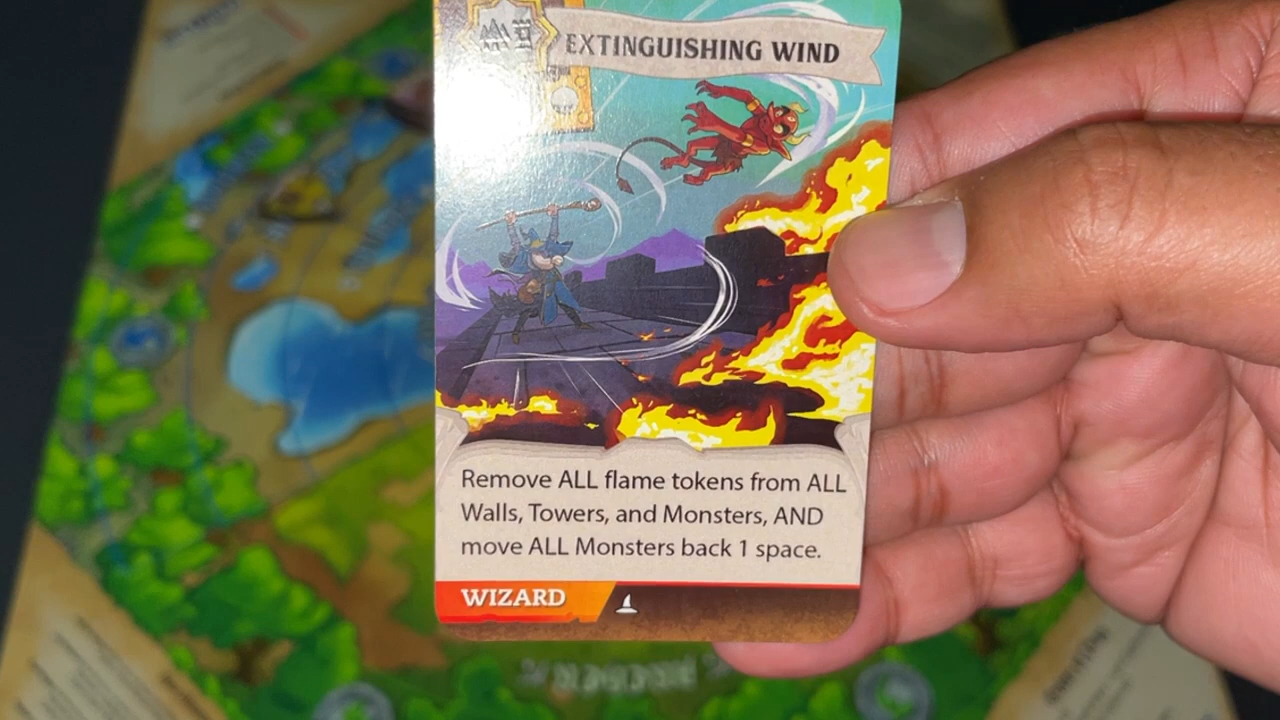 EXTINGUISHING WIND
Remove ALL flame tokens from ALL
Walls, Towers, and Monsters, AND
move ALL Monsters back 1 space.
WIZARD